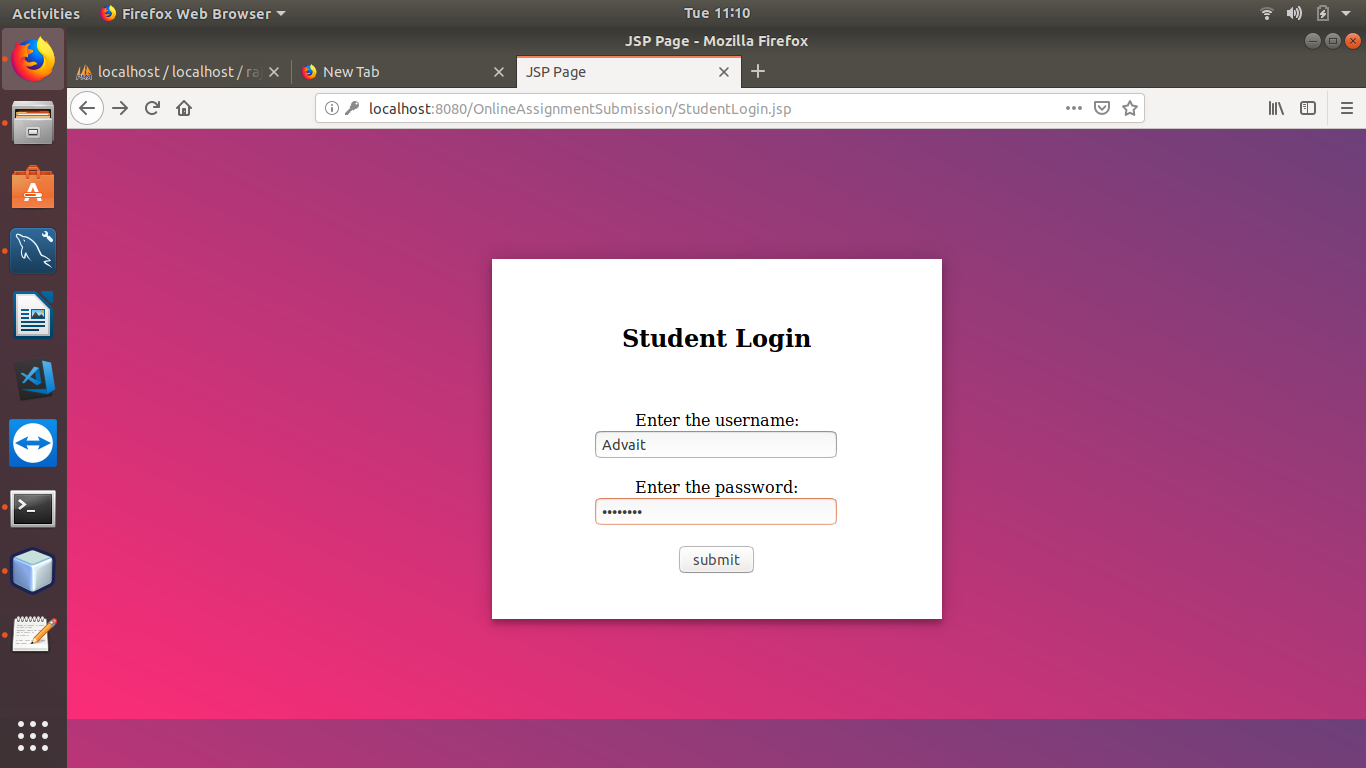 Activities Firefox Web Browser Tue 11:10
JSP Page - Mozilla Firefox
localhost / localhost / ra New Tab JSP Page
localhost:8080/OnlineAssignmentSubmission/StudentLogin.jsp
Student Login
Enter the username:
Advait
Enter the password:
••••••••
submit